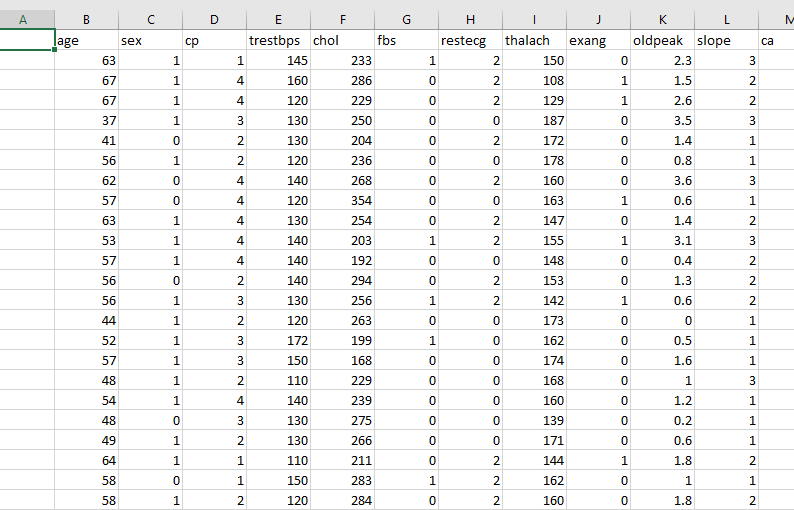 A B C D E F G H I J K L M
age sex cp trestbps chol fbs restecg thalach exang oldpeak slope ca
63 1 1 145 233 1 2 150 0 2.3 3
67 1 4 160 286 0 2 108 1 1.5 2
67 1 4 120 229 0 2 129 1 2.6 2
37 1 3 130 250 0 0 187 0 3.5 3
41 0 2 130 204 0 2 172 0 1.4 1
56 1 2 120 236 0 0 178 0 0.8 1
62 0 4 140 268 0 2 160 0 3.6 3
57 0 4 120 354 0 0 163 1 0.6 1
63 1 4 130 254 0 2 147 0 1.4 2
53 1 4 140 203 1 2 155 1 3.1 3
57 1 4 140 192 0 0 148 0 0.4 2
56 0 2 140 294 0 2 153 0 1.3 2
56 1 3 130 256 1 2 142 1 0.6 2
44 1 2 120 263 0 0 173 0 0 1
52 1 3 172 199 1 0 162 0 0.5 1
57 1 3 150 168 0 0 174 0 1.6 1
48 1 2 110 229 0 0 168 0 1 3
54 1 4 140 239 0 0 160 0 1.2 1
48 0 3 130 275 0 0 139 0 0.2 1
49 1 2 130 266 0 0 171 0 0.6 1
64 1 1 110 211 0 2 144 1 1.8 2
58 0 1 150 283 1 2 162 0 1 1
58 1 2 120 284 0 2 160 0 1.8 2